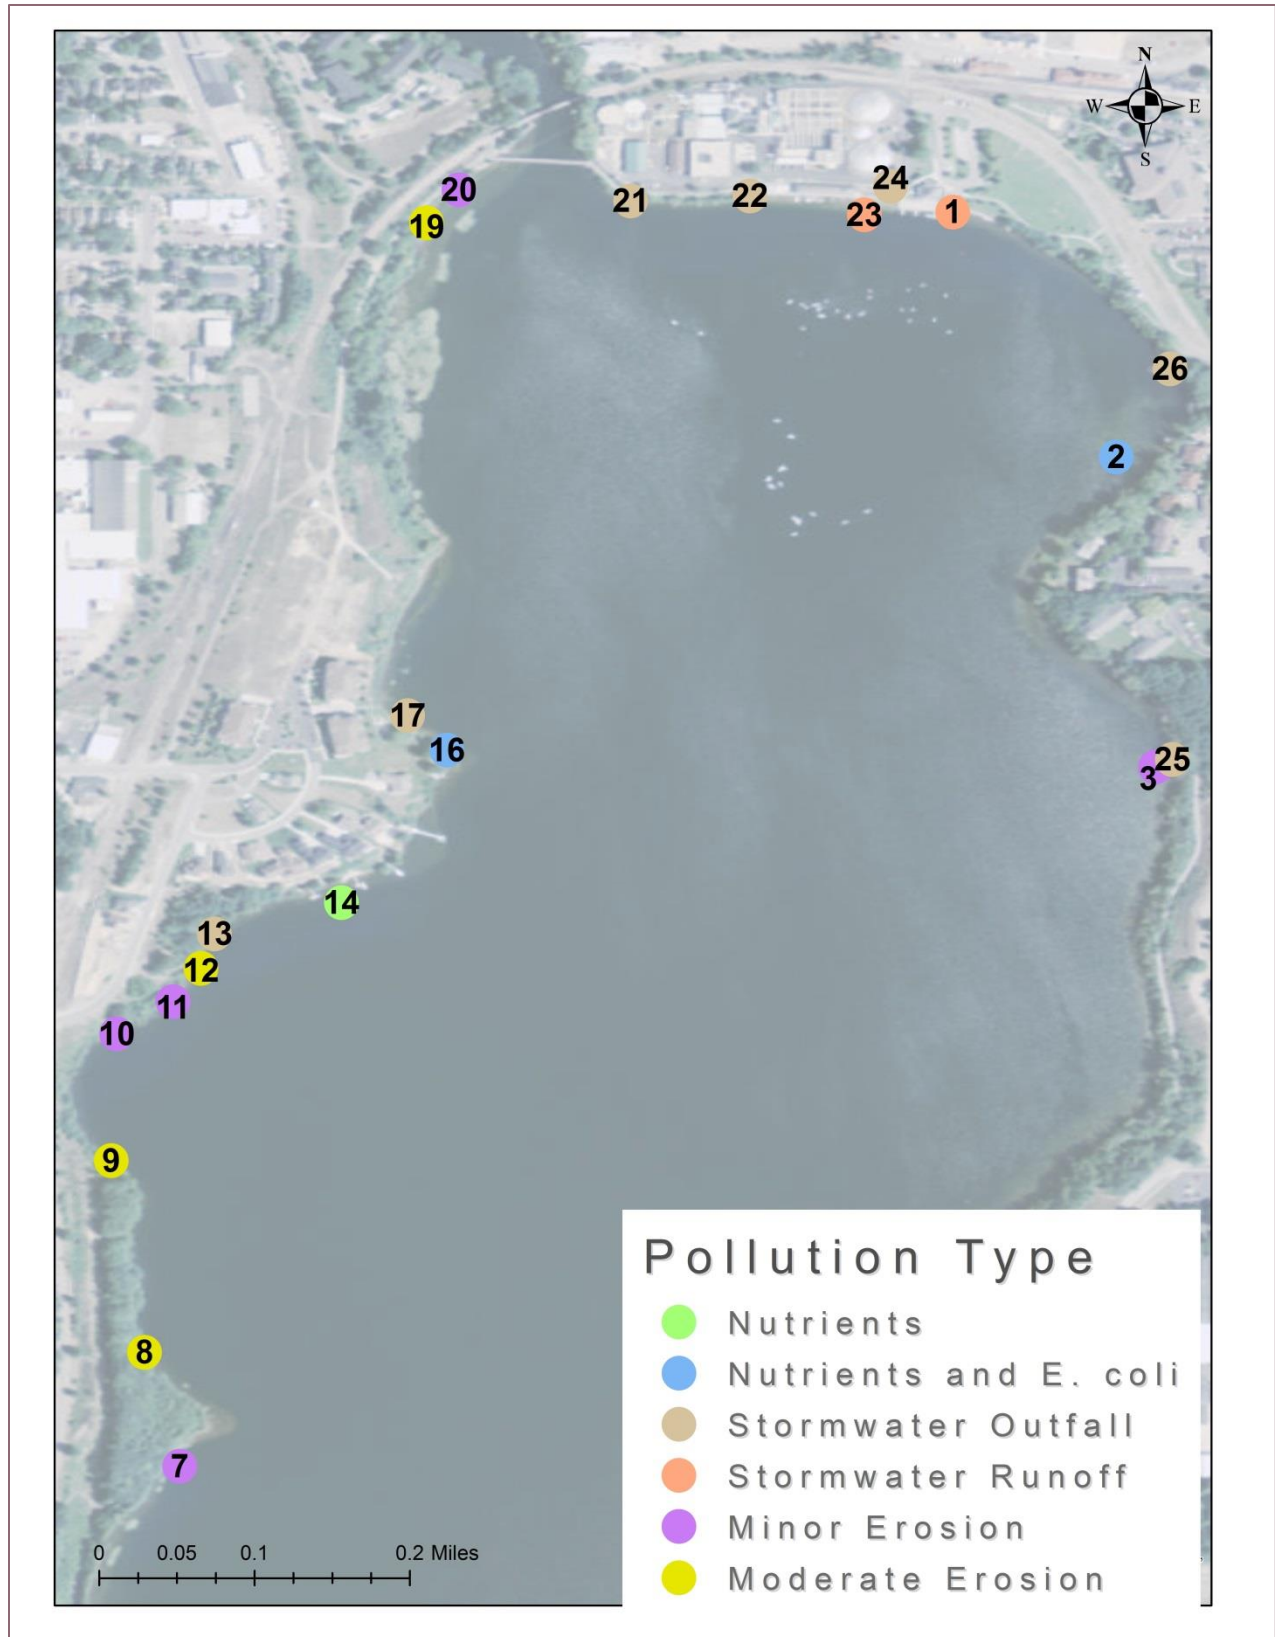 N
W E
S
20
19
21
22
24
23
1
26
2
17
16
25
3
14
13
12
11
10
9
8
7
Pollution Type
Nutrients
Nutrients and E. coli
Stormwater Outfall
Stormwater Runoff
Minor Erosion
Moderate Erosion
0 0.05 0.1 0.2 Miles